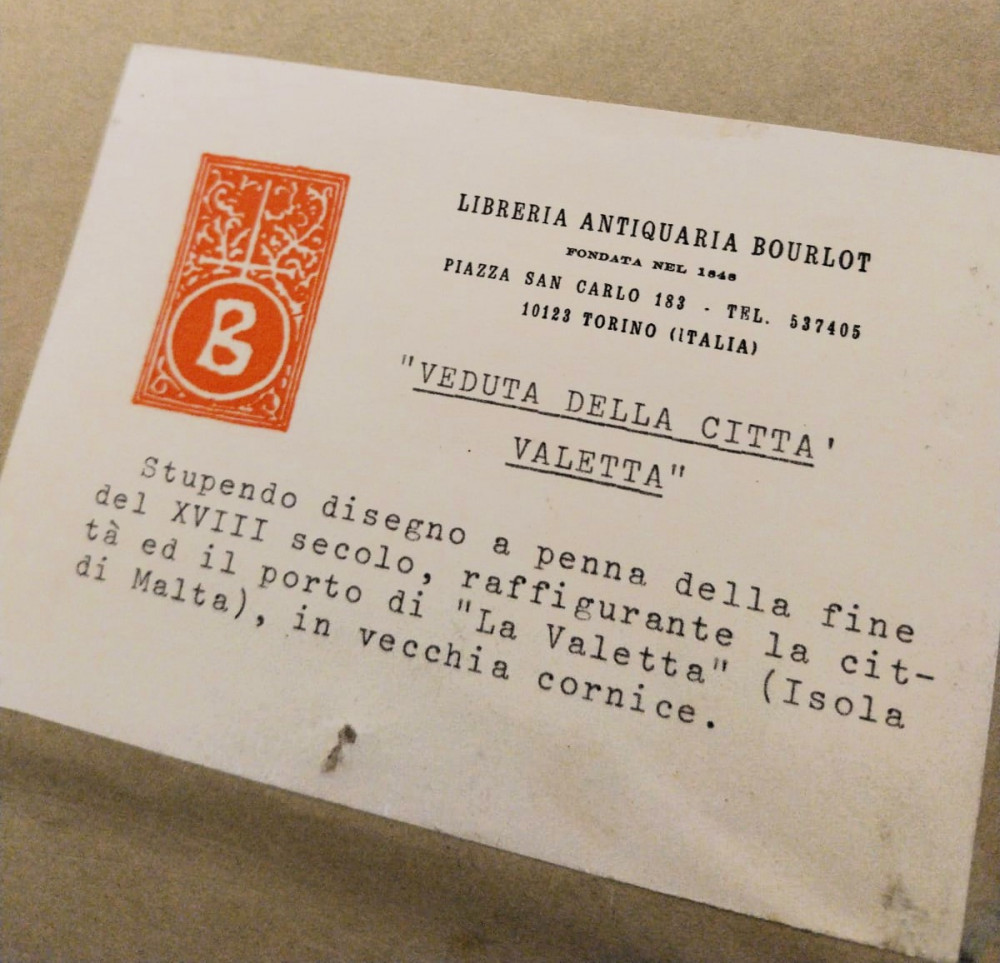 B
LIBRERIA ANTIQUARIA BOURLOT
FONDATA NEL 1848
PIAZZA SAN CARLO 183 - TEL. 537405
10123 TORINO (ITALIA)
"VEDUTA DELLA CITTA'
VALETTA"
Stupendo disegno a penna della fine
del XVIII secolo, raffigurante la cit-
tà ed il porto di "La Valetta" (Isola
di Malta), in vecchia cornice.